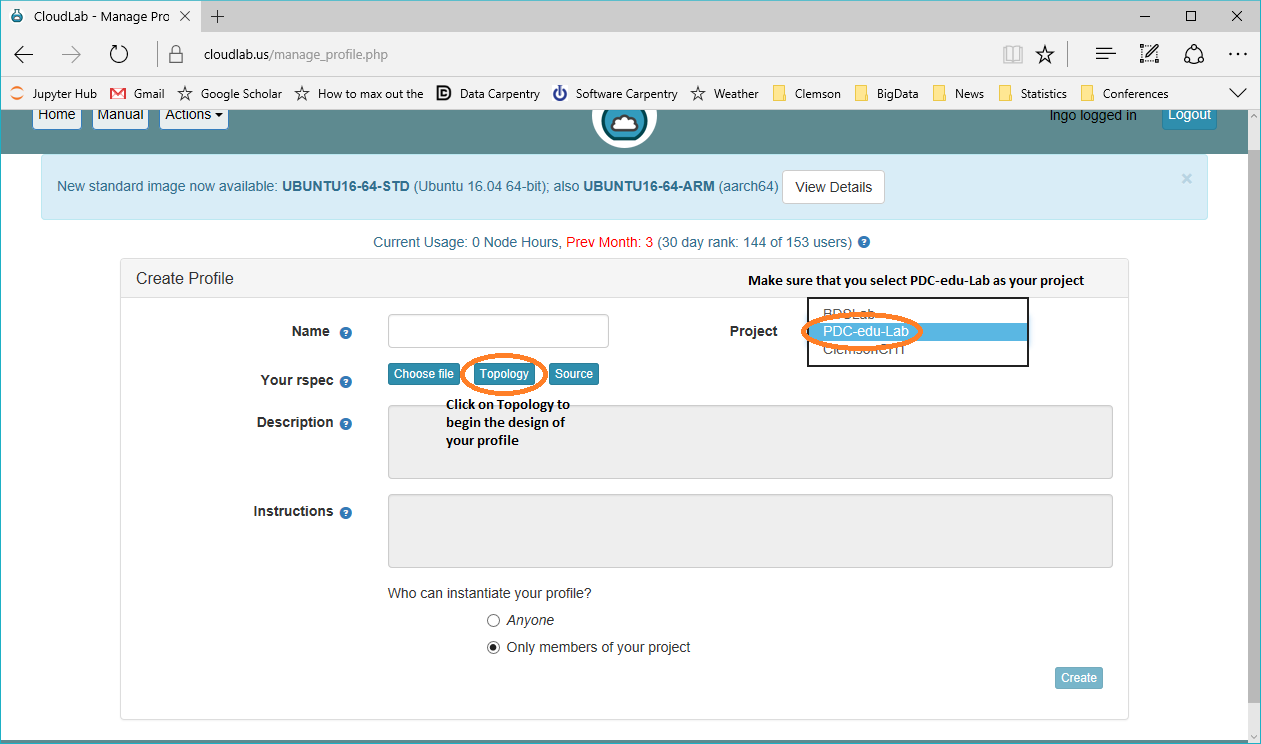 CloudLab - Manage Pro
cloudlab.us/manage_profile.php
Jupyter Hub Gmail Google Scholar How to max out the Data Carpentry Software Carpentry Weather Clemson BigData News Statistics Conferences
Home Manual Actions lngo logged in Logout
New standard image now available: UBUNTU16-64-STD (Ubuntu 16.04 64-bit); also UBUNTU16-64-ARM (aarch64) View Details
Current Usage: 0 Node Hours, Prev Month: 3 (30 day rank: 144 of 153 users)
Create Profile
Make sure that you select PDC-edu-Lab as your project
Name
Project
BDSLab
PDC-edu-Lab
Your rspec Choose file Topology Source
Click on Topology to
begin the design of
your profile
Description
Instructions
Who can instantiate your profile?
Anyone
Only members of your project
Create